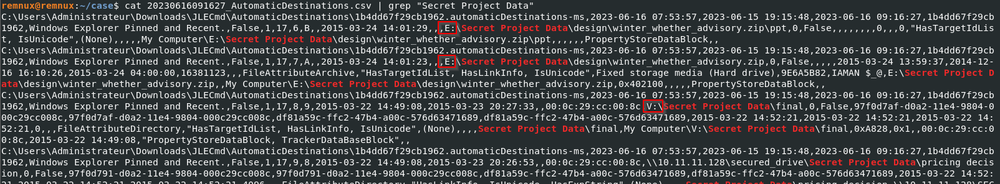 remnux@remnux:~/case$ cat 20230616091627_AutomaticDestinations.csv | grep "Secret Project Data"
C:\Users\Administrateur\Downloads\JLECmd\AutomaticDestinations\1b4dd67f29cb1962.automaticDestinations-ms,2023-06-16 07:53:57,2023-06-15 19:15:48,2023-06-16 09:16:27,1b4dd67f29cb
1962,Windows Explorer Pinned and Recent.,False,1,17,6,B,,2015-03-24 14:01:29,,,E:\Secret Project Data\design\winter_whether_advisory.zip\ppt,0,False,,,,,,,,0,,,0,"HasTargetIdLis
t, IsUnicode",(None),,,,,My Computer\E:\Secret Project Data\design\winter_whether_advisory.zip\ppt,,,,,,PropertyStoreDataBlock,,
C:\Users\Administrateur\Downloads\JLECmd\AutomaticDestinations\1b4dd67f29cb1962.automaticDestinations-ms,2023-06-16 07:53:57,2023-06-15 19:15:48,2023-06-16 09:16:27,1b4dd67f29cb
1962,Windows Explorer Pinned and Recent.,False,1,17,7,A,,2015-03-24 14:01:23,,,E:\Secret Project Data\design\winter_whether_advisory.zip,0,False,,,,,2015-03-24 13:59:37,2014-12-
16 16:10:26,2015-03-24 04:00:00,16381123,,,FileAttributeArchive,"HasTargetIdList, HasLinkInfo, IsUnicode",Fixed storage media (Hard drive),9E6A5B82,IAMAN $_@,E:\Secret Project D
ata\design\winter_whether_advisory.zip,,My Computer\E:\Secret Project Data\design\winter_whether_advisory.zip,0x402100,,,,,PropertyStoreDataBlock,,
C:\Users\Administrateur\Downloads\JLECmd\AutomaticDestinations\1b4dd67f29cb1962.automaticDestinations-ms,2023-06-16 07:53:57,2023-06-15 19:15:48,2023-06-16 09:16:27,1b4dd67f29cb
1962,Windows Explorer Pinned and Recent.,False,1,17,8,9,2015-03-22 14:49:08,2015-03-23 20:27:33,,00:0c:29:cc:00:8c,V:\Secret Project Data\final,0,False,97f0d7af-d0a2-11e4-9804-0
00c29cc008c,97f0d7af-d0a2-11e4-9804-000c29cc008c,df81a59c-ffc2-47b4-a00c-576d63471689,df81a59c-ffc2-47b4-a00c-576d63471689,2015-03-22 14:52:21,2015-03-22 14:52:21,2015-03-22 14:
52:21,0,,,FileAttributeDirectory,"HasTargetIdList, HasLinkInfo, IsUnicode",(None),,,,Secret Project Data\final,My Computer\V:\Secret Project Data\final,0xA828,0x1,,00:0c:29:cc:0
0:8c,2015-03-22 14:49:08,"PropertyStoreDataBlock, TrackerDataBaseBlock",,
C:\Users\Administrateur\Downloads\JLECmd\AutomaticDestinations\1b4dd67f29cb1962.automaticDestinations-ms,2023-06-16 07:53:57,2023-06-15 19:15:48,2023-06-16 09:16:27,1b4dd67f29cb
1962,Windows Explorer Pinned and Recent.,False,1,17,9,8,2015-03-22 14:49:08,2015-03-23 20:26:53,,00:0c:29:cc:00:8c,\\10.11.11.128\secured_drive\Secret Project Data\pricing decis
ion,0,False,97f0d791-d0a2-11e4-9804-000c29cc008c,97f0d791-d0a2-11e4-9804-000c29cc008c,df81a59c-ffc2-47b4-a00c-576d63471689,df81a59c-ffc2-47b4-a00c-576d63471689,2015-03-22 14:52: